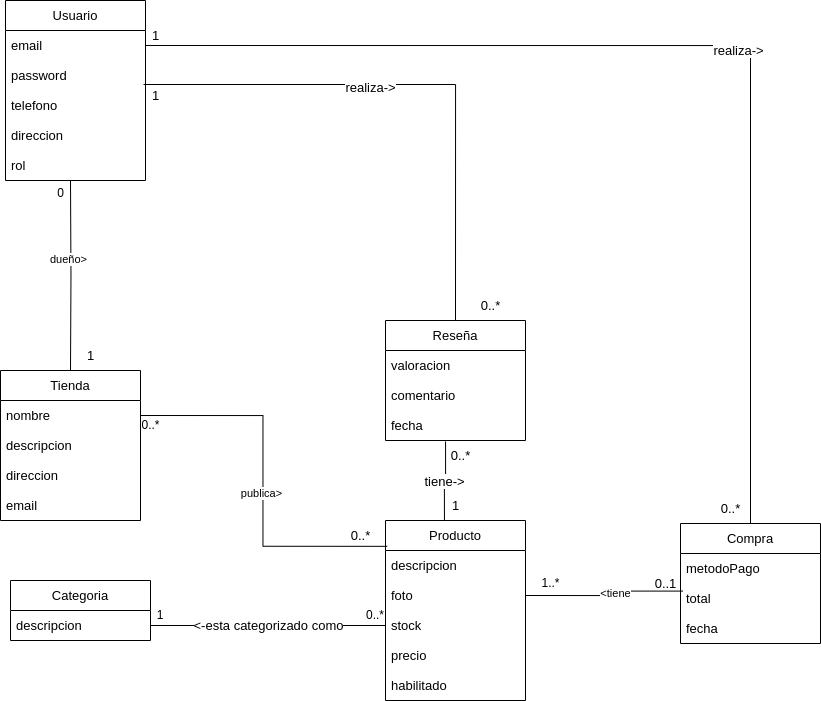 Usuario
email
password
telefono
direccion
rol
1
realiza->
1
realiza->
0..*
0
dueño>
1
Tienda
nombre
descripcion
direccion
email
0..*
publica>
0..*
Reseña
valoracion
comentario
fecha
0..*
tiene->
1
Producto
descripcion
foto
stock
precio
habilitado
Categoria
descripcion
1
<-esta categorizado como
0..*
1..*
<tiene
0..1
0..*
Compra
metodoPago
total
fecha